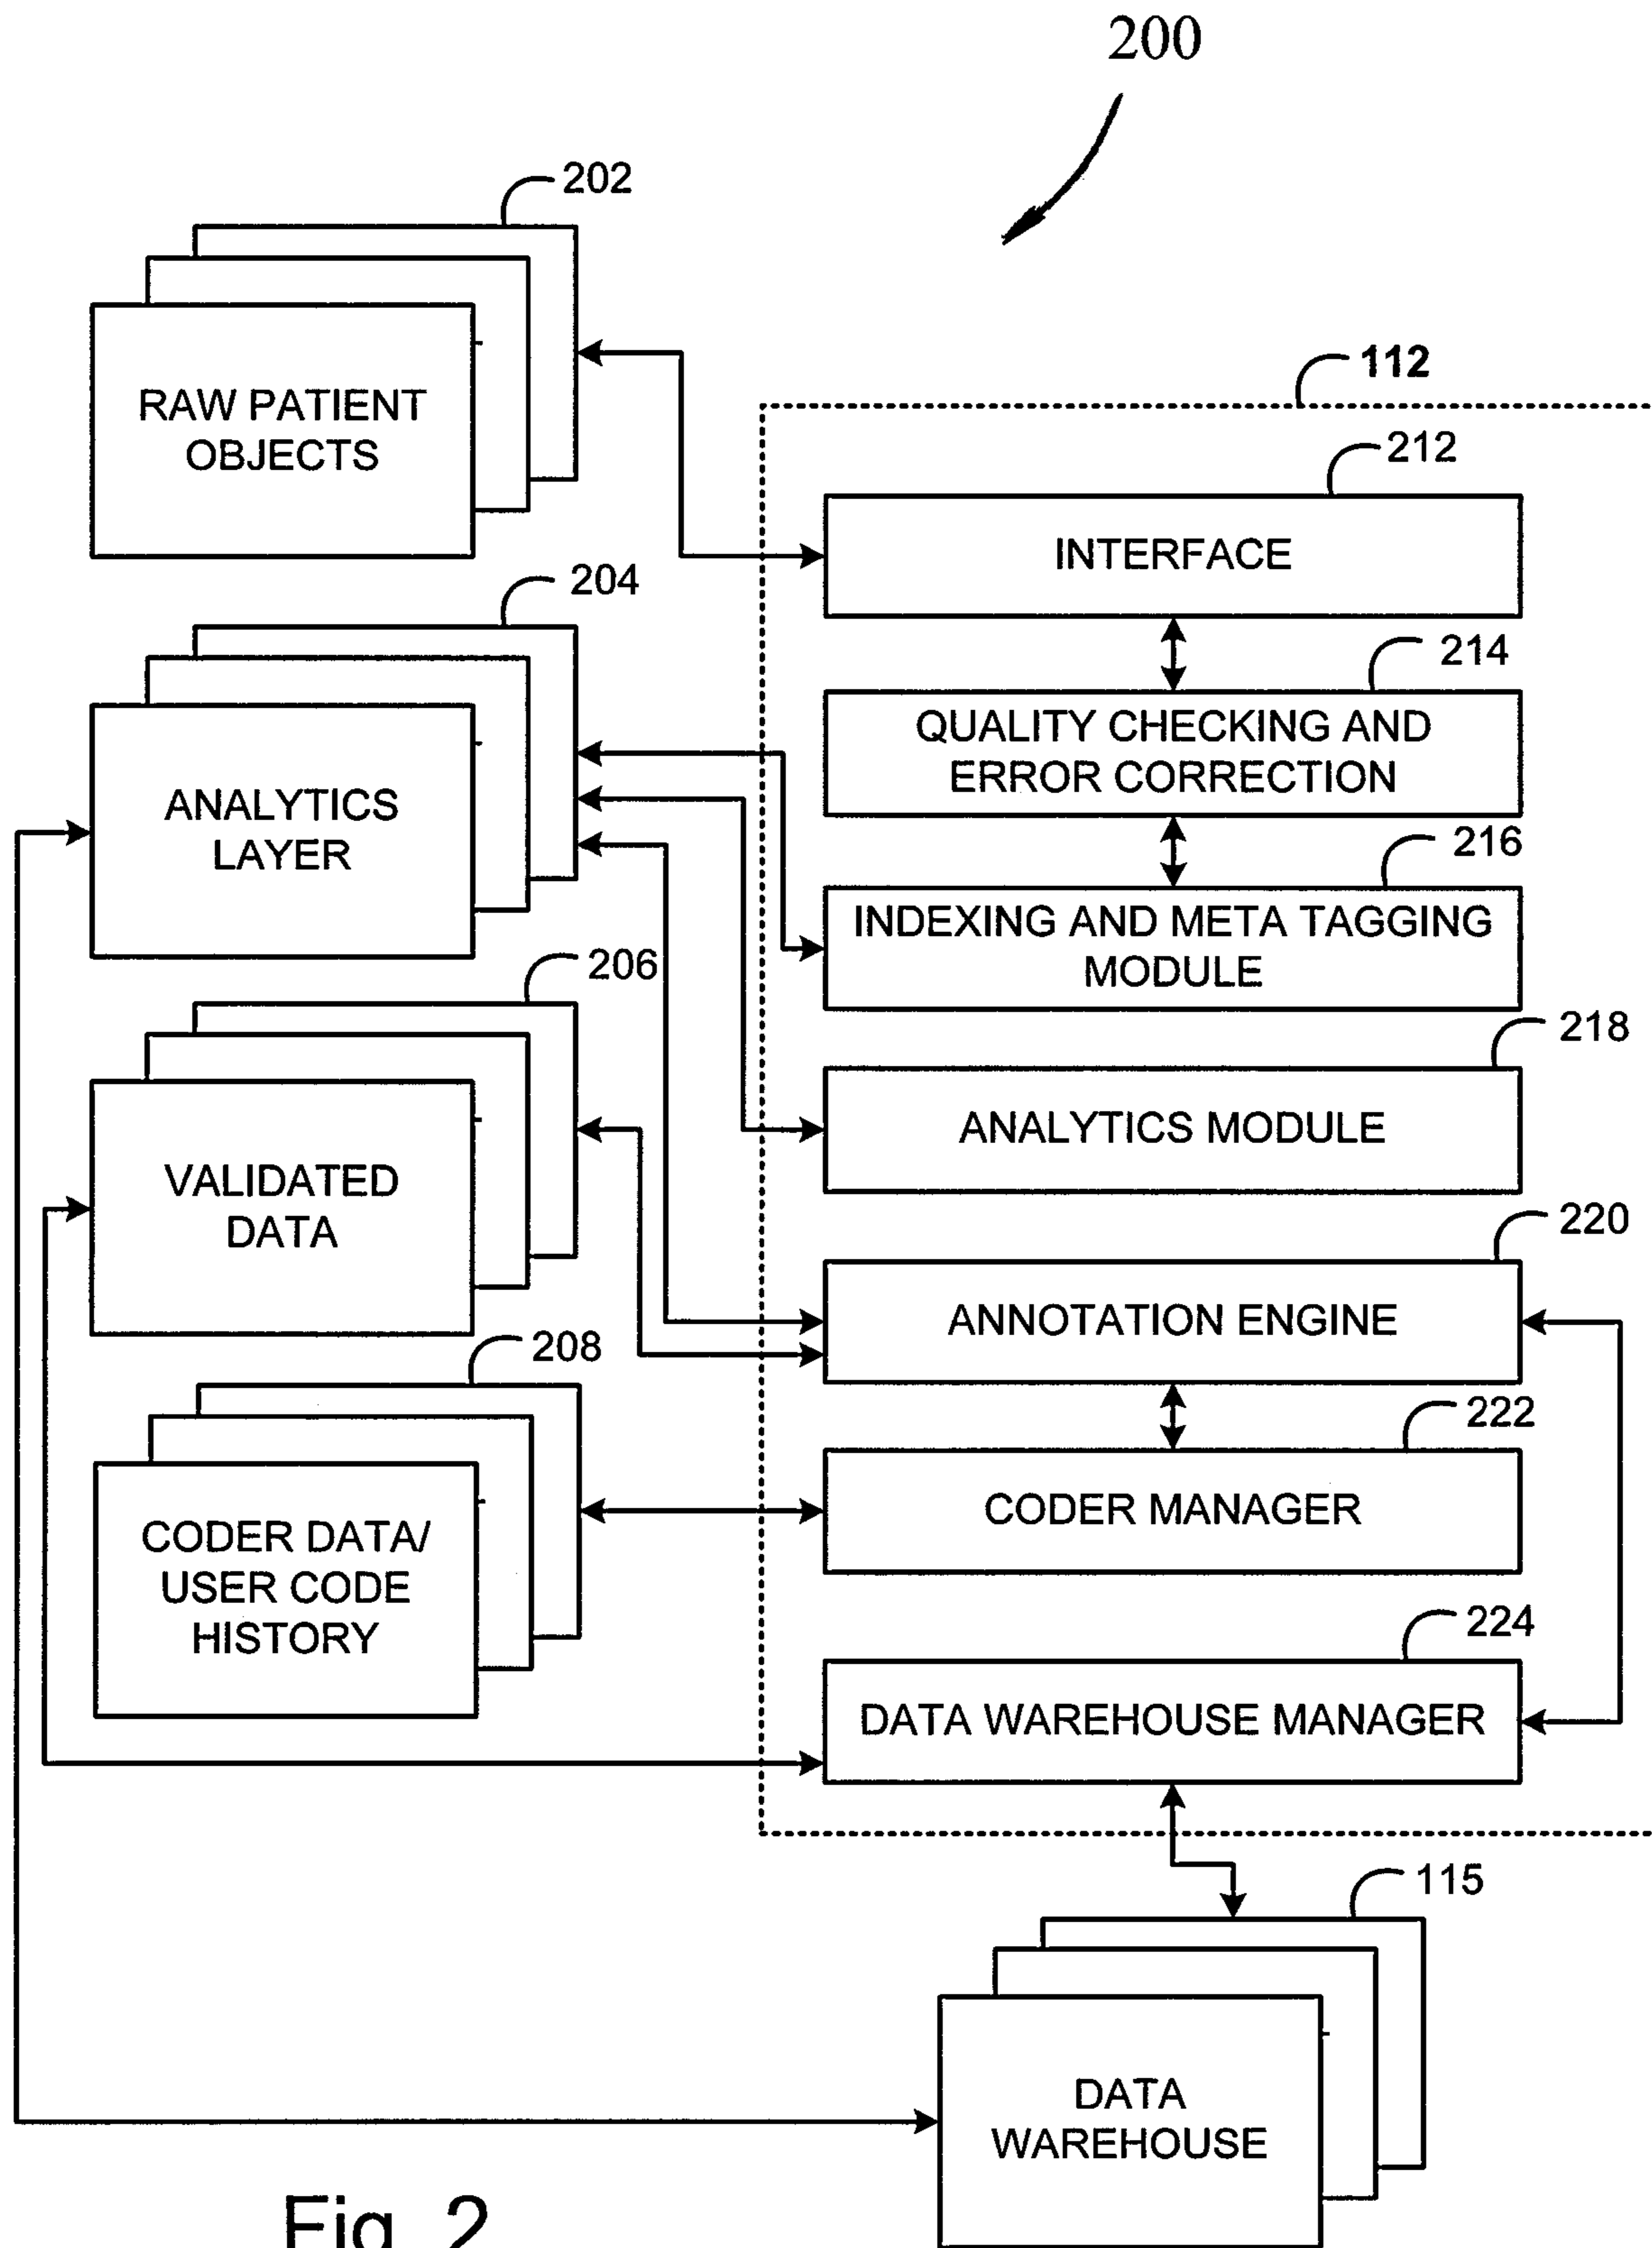 200
202
RAW PATIENT
OBJECTS
112
212
INTERFACE
204
214
QUALITY CHECKING AND
ERROR CORRECTION
ANALYTICS
LAYER
216
INDEXING AND META TAGGING
MODULE
206
218
ANALYTICS MODULE
VALIDATED
DATA
220
ANNOTATION ENGINE
208
222
CODER MANAGER
CODER DATA/
USER CODE
HISTORY
224
DATA WAREHOUSE MANAGER
115
DATA
WAREHOUSE
Fig. 2